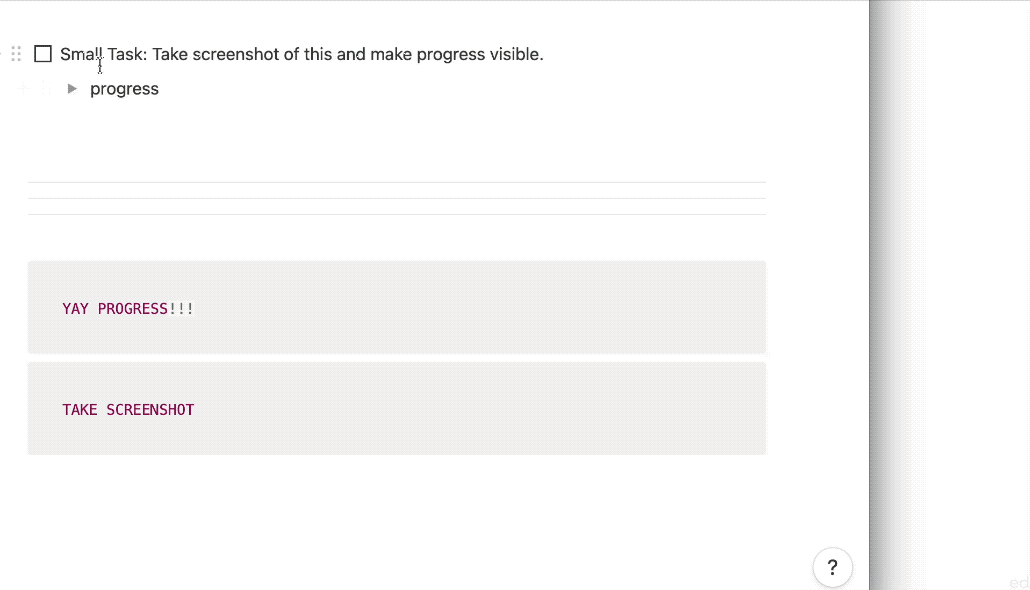 Small Task: Take screenshot of this and make progress visible.
progress
YAY PROGRESS!!!
TAKE SCREENSHOT
?
ed